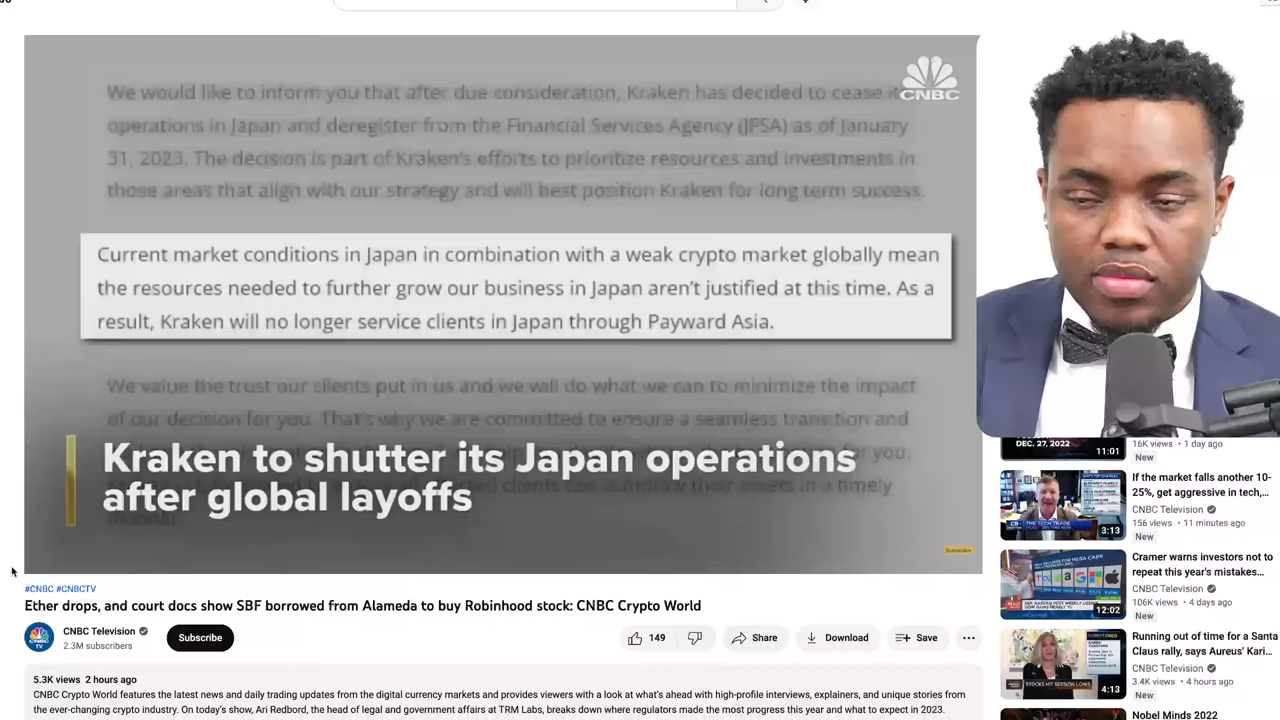 CNBC
We would like to inform you that after due consideration, Kraken has decided to cease its
operations in Japan and deregister from the Financial Services Agency (JFSA) as of January
31, 2023. The decision is part of Kraken's efforts to prioritize resources and investments in
those areas that align with our strategy and will best position Kraken for long term success.
Current market conditions in Japan in combination with a weak crypto market globally mean
the resources needed to further grow our business in Japan aren't justified at this time. As a
result, Kraken will no longer service clients in Japan through Payward Asia.
We value the trust our clients put in us and we will do what we can to minimize the impact
of our decision for you. That's why we are committed to ensure a seamless transition and
for you.
clients can withdraw their assets in a timely
Kraken to shutter its Japan operations
after global layoffs
Subscribe
#CNBC #CNBCTV
Ether drops, and court docs show SBF borrowed from Alameda to buy Robinhood stock: CNBC Crypto World
CNBC Television
2.3M subscribers
Subscribe
149
Share
Download
Save
5.3K views 2 hours ago
CNBC Crypto World features the latest news and daily trading updates from the digital currency markets and provides viewers with a look at what's ahead with high-profile interviews, explainers, and unique stories from
the ever-changing crypto industry. On today's show, Ari Redbord, the head of legal and government affairs at TRM Labs, breaks down where regulators made the most progress this year and what to expect in 2023.
DEC. 27, 2022
11:01
16K views • 1 day ago
New
If the market falls another 10-
25%, get aggressive in tech,...
CNBC Television
156 views • 11 minutes ago
New
THE TECH TRADE
3:13
Cramer warns investors not to
repeat this year's mistakes...
CNBC Television
106K views • 4 days ago
New
12:02
Running out of time for a Santa
Claus rally, says Aureus' Kari...
CNBC Television
3.4K views • 4 hours ago
New
STOCKS HIT SESSION LOWS
4:13
Nobel Minds 2022